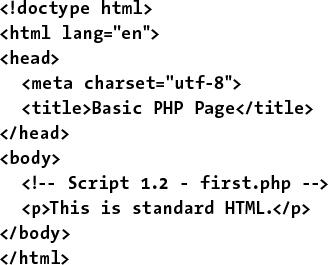 <!doctype html>
<html lang="en">
<head>
  <meta charset="utf-8">
  <title>Basic PHP Page</title>
</head>
<body>
  <!-- Script 1.2 - first.php -->
  <p>This is standard HTML.</p>
</body>
</html>